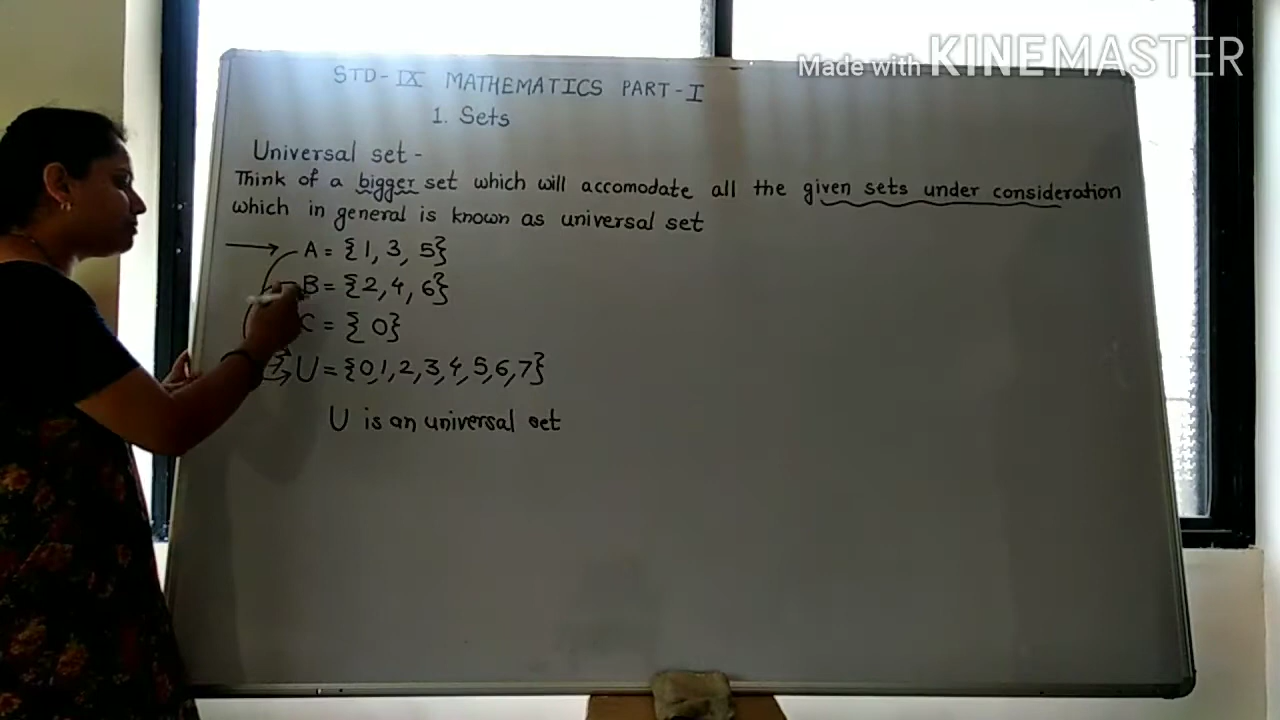 Made with KINEMASTER
STD-IX MATHEMATICS PART-I
1. Sets
Universal set -
Think of a bigger set which will accomodate all the given sets under consideration
which in general is known as universal set
A = {1, 3, 5}
B = {2, 4, 6}
C = { 0}
U = {0,1,2,3,4,5,6,7}
U is an universal set